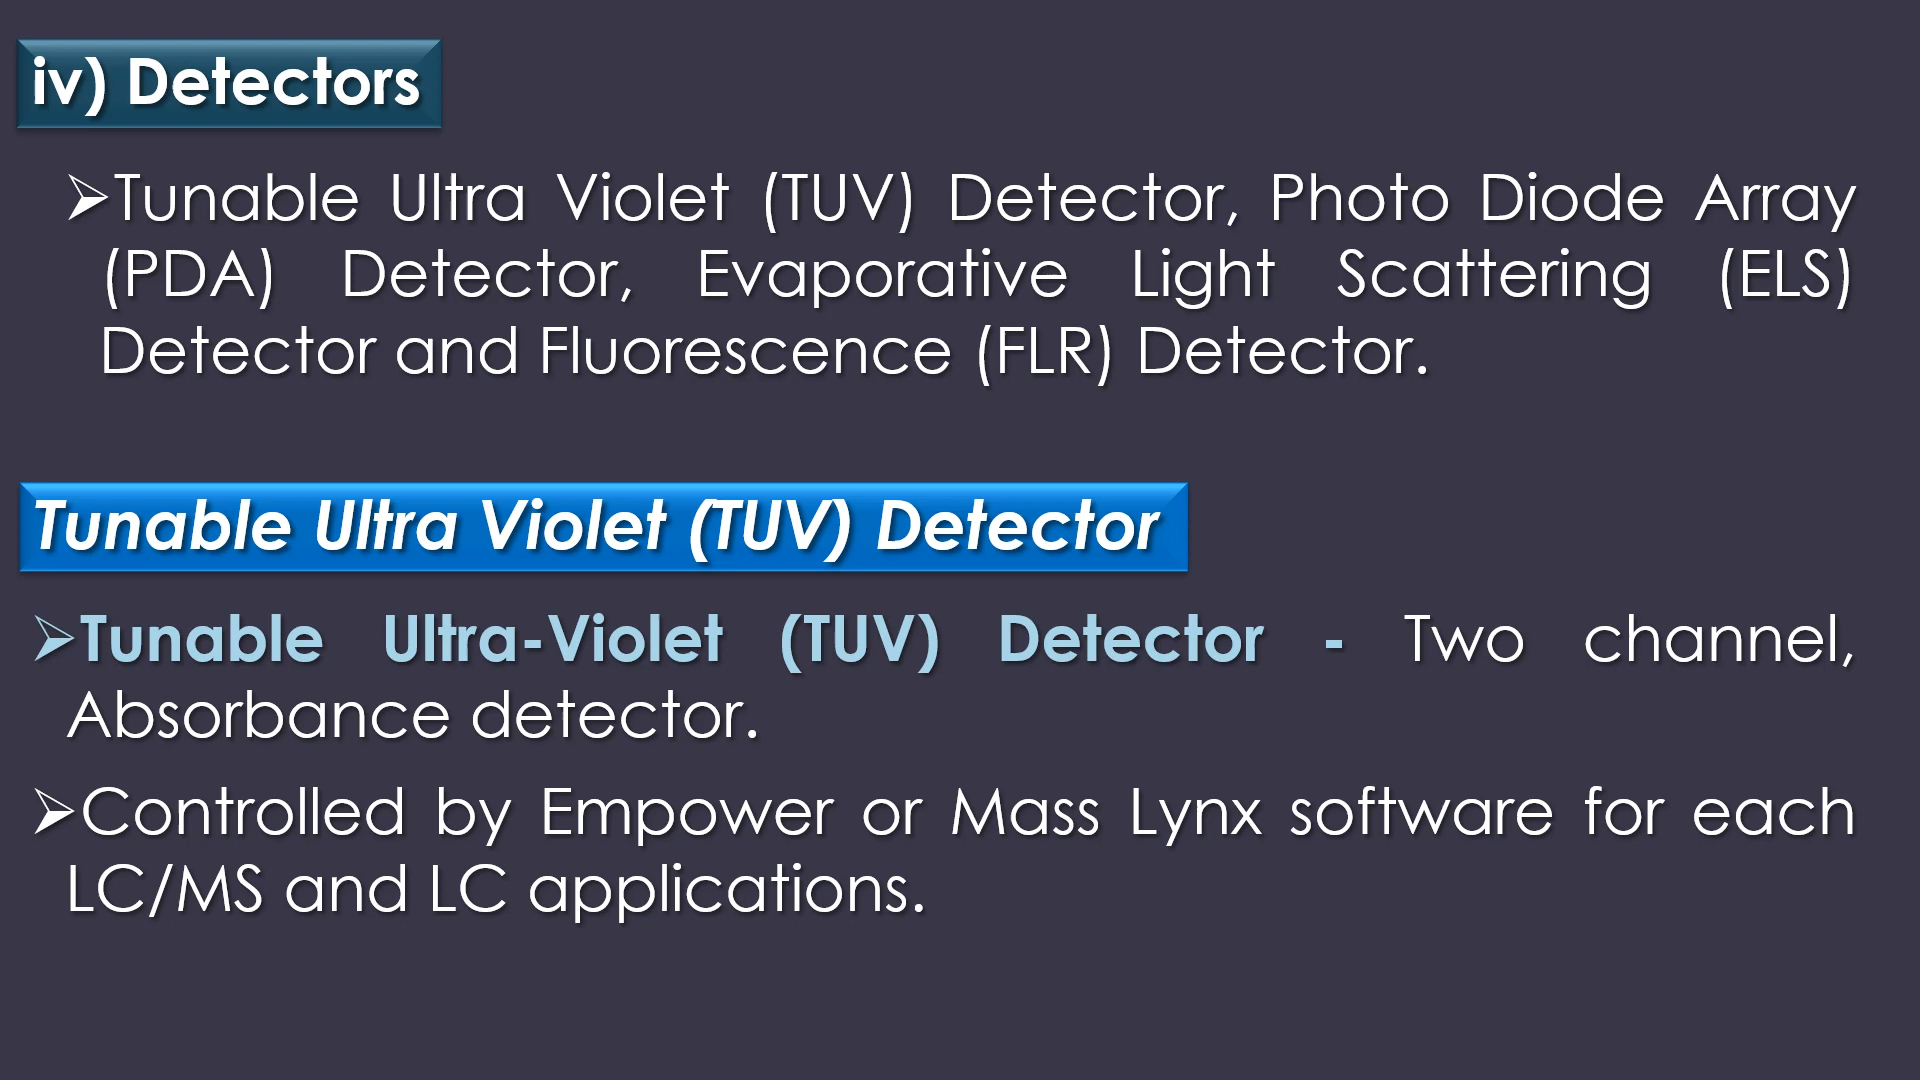 iv) Detectors
➢Tunable Ultra Violet (TUV) Detector, Photo Diode Array
(PDA) Detector, Evaporative Light Scattering (ELS)
Detector and Fluorescence (FLR) Detector.
Tunable Ultra Violet (TUV) Detector
➢Tunable Ultra-Violet (TUV) Detector - Two channel,
Absorbance detector.
➢Controlled by Empower or Mass Lynx software for each
LC/MS and LC applications.